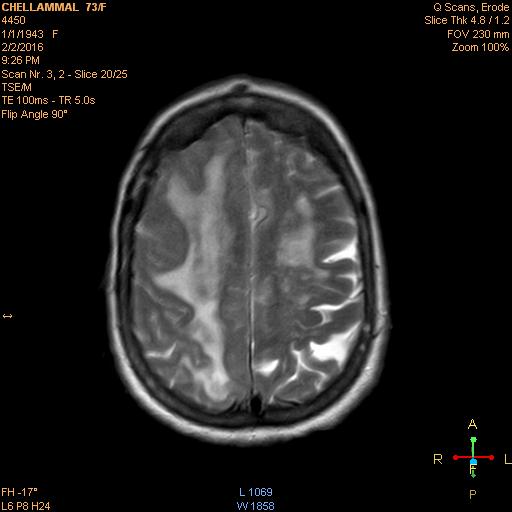 CHELLAMMAL 73/F
4450
1/1/1943 F
2/2/2016
9:26 PM
Scan Nr. 3, 2 - Slice 20/25
TSE/M
TE 100ms - TR 5.0s
Flip Angle 90°
Q Scans, Erode
Slice Thk 4.8 / 1.2
FOV 230 mm
Zoom 100%
A
R
L
F
P
FH -17°
L6 P8 H24
L 1069
W 1858